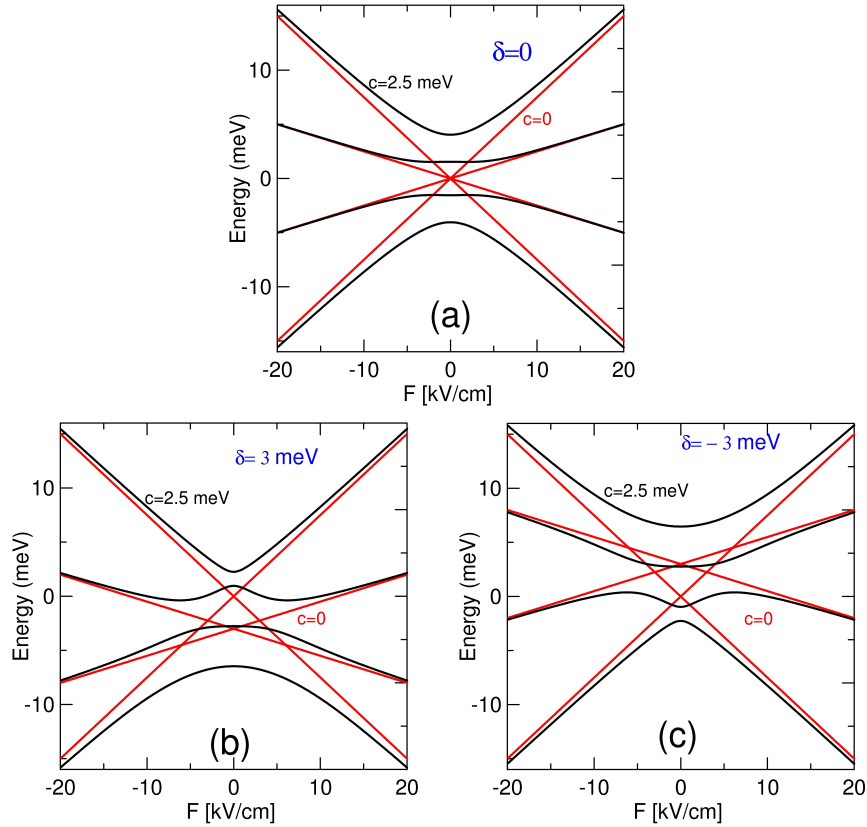 δ=0
10
c=2.5 meV
c=0
0
Energy (meV)
-10
(a)
-20 -10 0 10 20
F [kV/cm]
δ= 3 meV
10
c=2.5 meV
0
c=0
Energy (meV)
-10
(b)
-20 -10 0 10 20
F [kV/cm]
δ= − 3 meV
10
c=2.5 meV
0
c=0
Energy (meV)
-10
(c)
-20 -10 0 10 20
F [kV/cm]